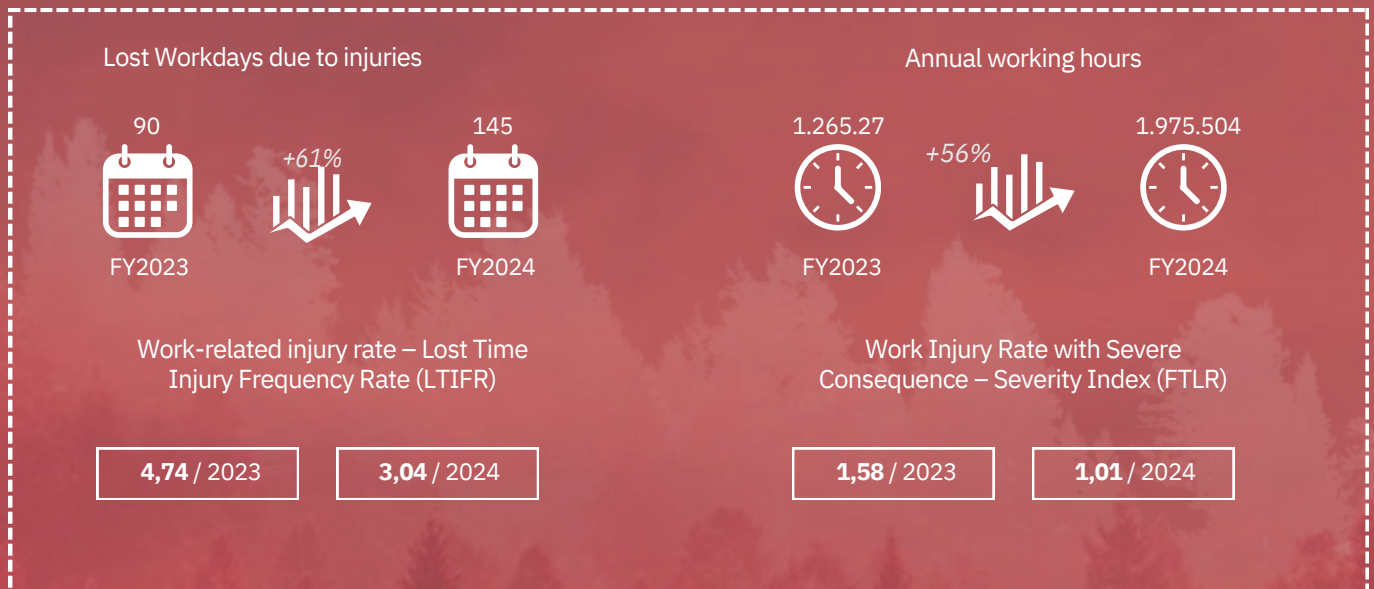 Lost Workdays due to injuries
90
+61%
145
FY2023
FY2024
Annual working hours
1.265.27
+56%
1.975.504
FY2023
FY2024
Work-related injury rate – Lost Time
Injury Frequency Rate (LTIFR)
4,74 / 2023
3,04 / 2024
Work Injury Rate with Severe
Consequence – Severity Index (FTLR)
1,58 / 2023
1,01 / 2024